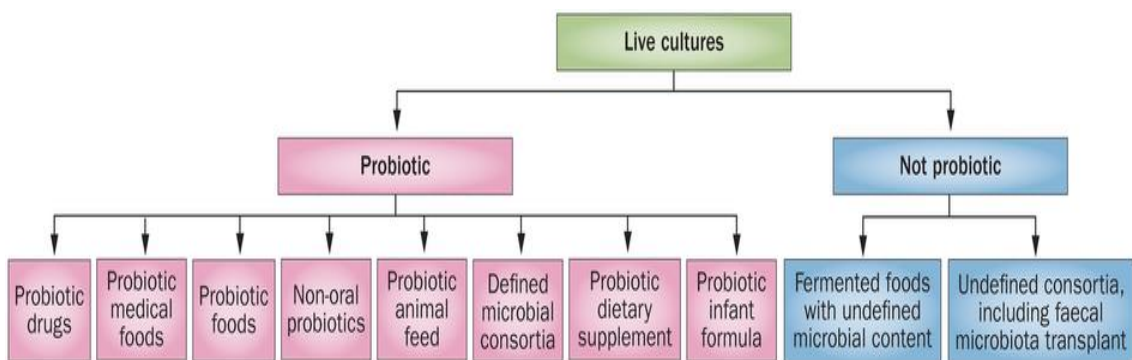 Live cultures
Probiotic
Not probiotic
Probiotic
drugs
Probiotic
medical
foods
Probiotic
foods
Non-oral
probiotics
Probiotic
animal
feed
Defined
microbial
consortia
Probiotic
dietary
supplement
Probiotic
infant
formula
Fermented foods
with undefined
microbial content
Undefined consortia,
including faecal
microbiota transplant